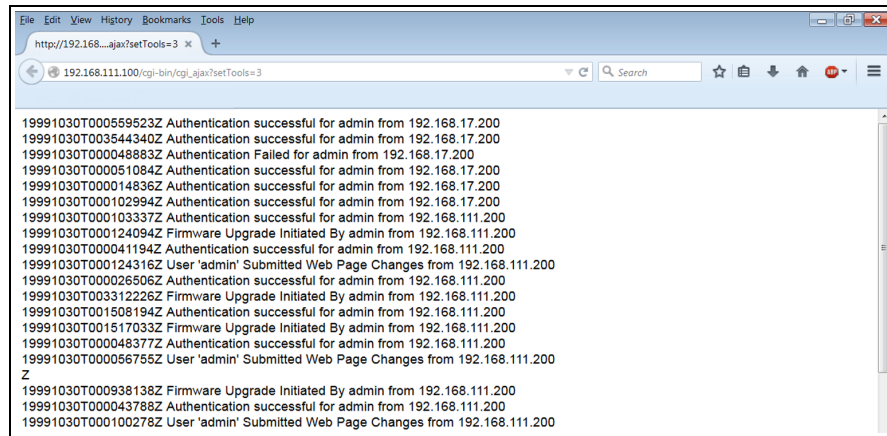 File Edit View History Bookmarks Tools Help
http://192.168....ajax?setTools=3 × +
192.168.111.100/cgi-bin/cgi_ajax?setTools=3 Search ABP
19991030T000559523Z Authentication successful for admin from 192.168.17.200
19991030T003544340Z Authentication successful for admin from 192.168.17.200
19991030T000048883Z Authentication Failed for admin from 192.168.17.200
19991030T000051084Z Authentication successful for admin from 192.168.17.200
19991030T000014836Z Authentication successful for admin from 192.168.17.200
19991030T000102994Z Authentication successful for admin from 192.168.17.200
19991030T000103337Z Authentication successful for admin from 192.168.111.200
19991030T000124094Z Firmware Upgrade Initiated By admin from 192.168.111.200
19991030T000041194Z Authentication successful for admin from 192.168.111.200
19991030T000124316Z User 'admin' Submitted Web Page Changes from 192.168.111.200
19991030T000026506Z Authentication successful for admin from 192.168.111.200
19991030T003312226Z Firmware Upgrade Initiated By admin from 192.168.111.200
19991030T001508194Z Authentication successful for admin from 192.168.111.200
19991030T001517033Z Firmware Upgrade Initiated By admin from 192.168.111.200
19991030T000048377Z Authentication successful for admin from 192.168.111.200
19991030T000056755Z User 'admin' Submitted Web Page Changes from 192.168.111.200
Z
19991030T000938138Z Firmware Upgrade Initiated By admin from 192.168.111.200
19991030T000043788Z Authentication successful for admin from 192.168.111.200
19991030T000100278Z User 'admin' Submitted Web Page Changes from 192.168.111.200